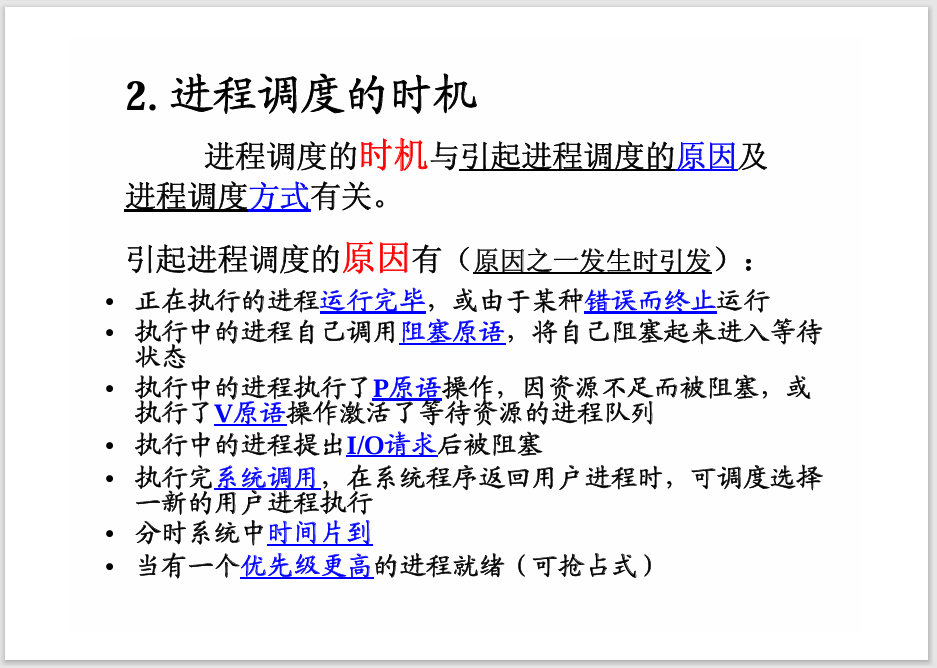 2. 进程调度的时机
进程调度的时机与引起进程调度的原因及
进程调度方式有关。
引起进程调度的原因有（原因之一发生时引发）：
• 正在执行的进程运行完毕，或由于某种错误而终止运行
• 执行中的进程自己调用阻塞原语，将自己阻塞起来进入等待
状态
• 执行中的进程执行了P原语操作，因资源不足而被阻塞，或
执行了V原语操作激活了等待资源的进程队列
• 执行中的进程提出I/O请求后被阻塞
• 执行完系统调用，在系统程序返回用户进程时，可调度选择
一新的用户进程执行
• 分时系统中时间片到
• 当有一个优先级更高的进程就绪（可抢占式）